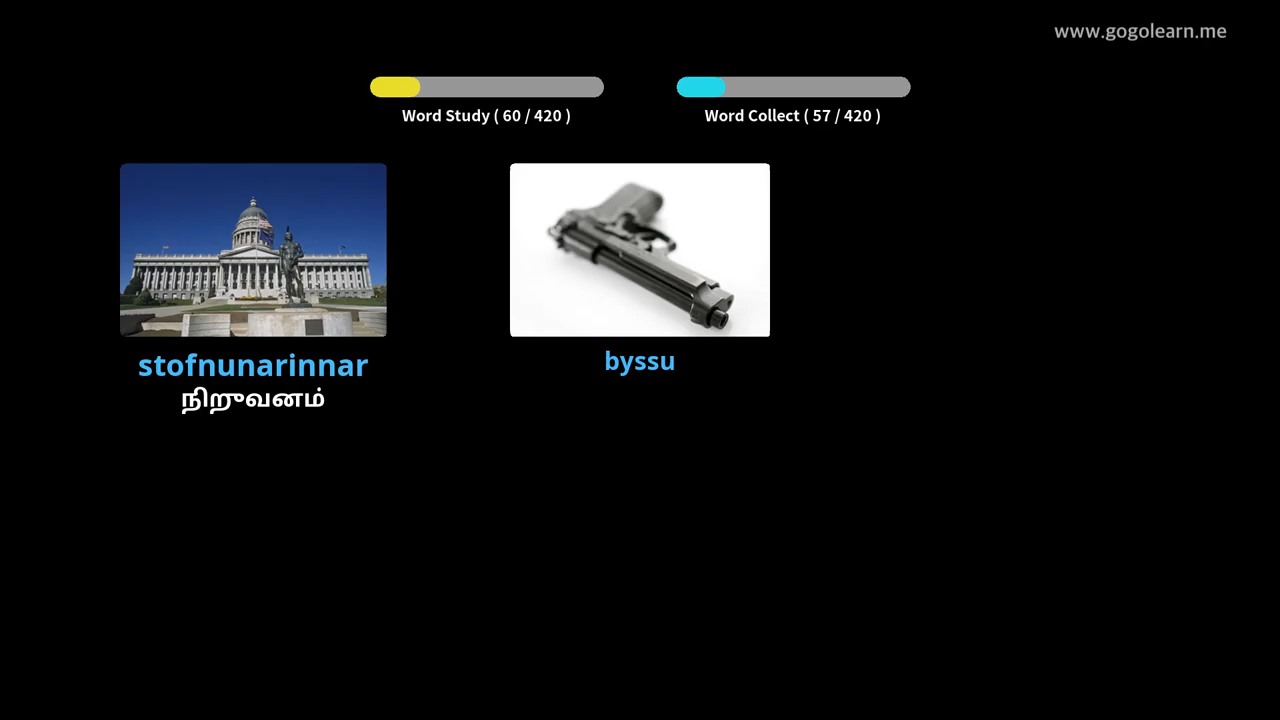 www.gogolearn.me
Word Study ( 60 / 420 )
Word Collect ( 57 / 420 )
stofnunarinnar
நிறுவனம்
byssu